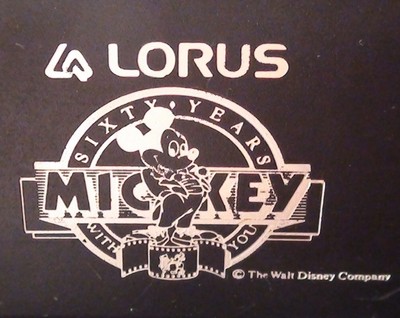 LORUS
SIXTY • YEARS
MICKEY
WITH YOU
© The Walt Disney Company